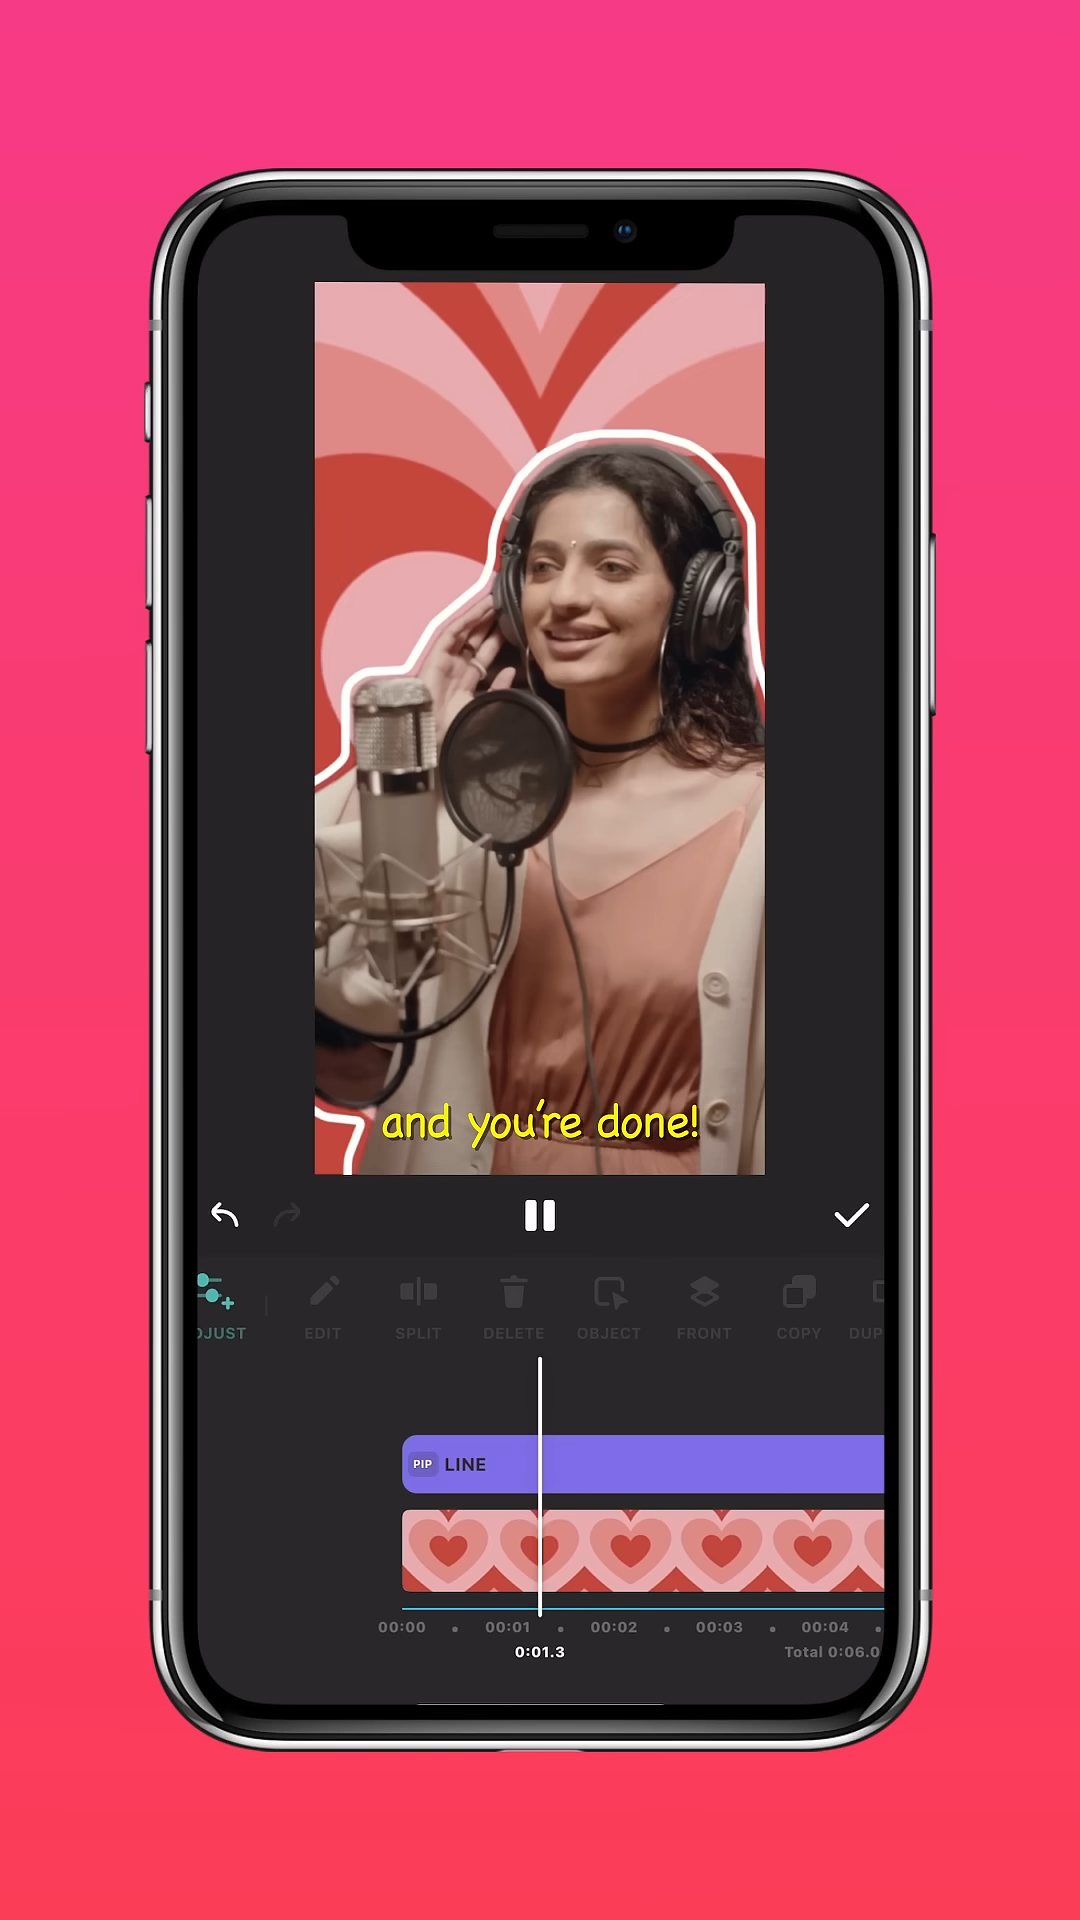 and you're done!
DJUST
EDIT
SPLIT
DELETE
OBJECT
FRONT
COPY
DUP
PIP LINE
00:00 00:01 00:02 00:03 00:04
0:01.3
Total 0:06.0